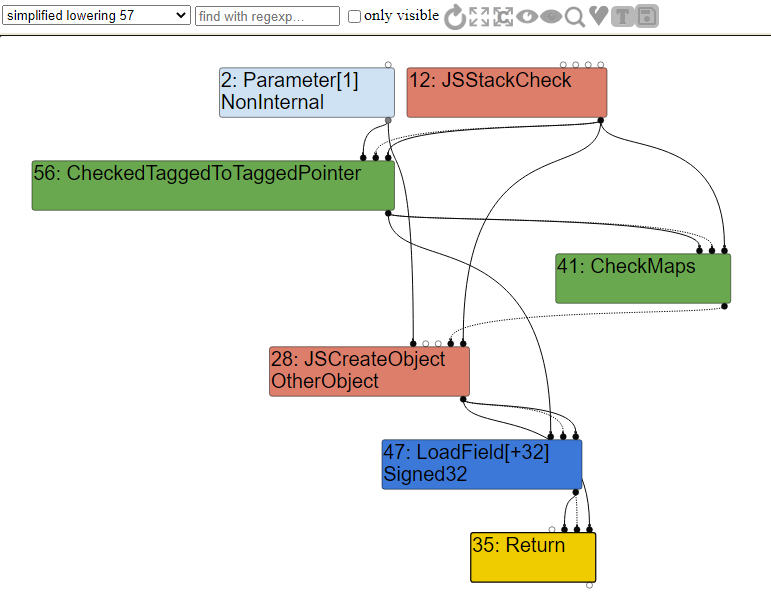 simplified lowering 57
find with regexp…
only visible
T
2: Parameter[1]
NonInternal
12: JSStackCheck
56: CheckedTaggedToTaggedPointer
41: CheckMaps
28: JSCreateObject
OtherObject
47: LoadField[+32]
Signed32
35: Return